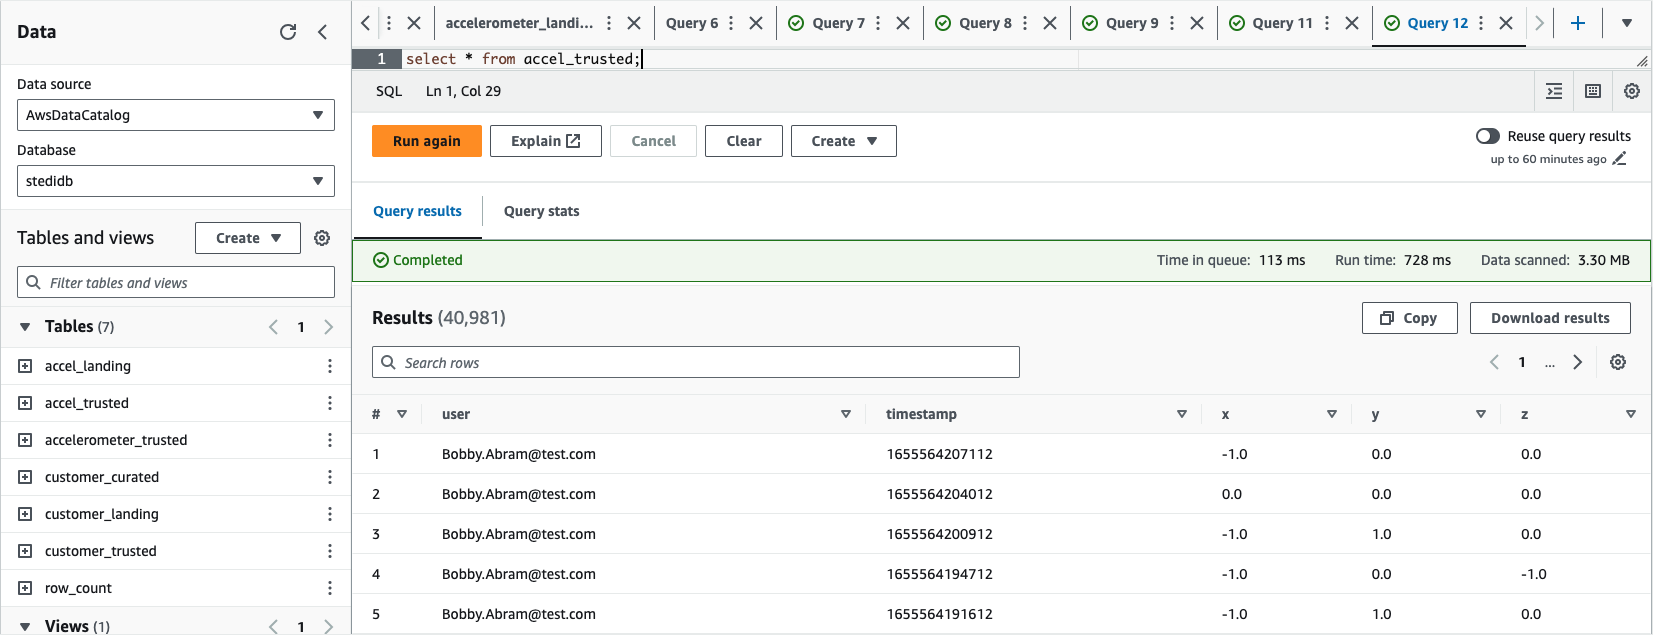 Data
Data source
AwsDataCatalog
Database
stedidb
Tables and views
Create
Filter tables and views
Tables (7)
1
accel_landing
accel_trusted
accelerometer_trusted
customer_curated
customer_landing
customer_trusted
row_count
Views (1)
1
accelerometer_landi...
Query 6
Query 7
Query 8
Query 9
Query 11
Query 12
1 select * from accel_trusted;
SQL Ln 1, Col 29
Run again Explain Cancel Clear Create
Reuse query results
up to 60 minutes ago
Query results Query stats
Completed Time in queue: 113 ms Run time: 728 ms Data scanned: 3.30 MB
Results (40,981) Copy Download results
Search rows 1 ...
# user timestamp x y z
1 Bobby.Abram@test.com 1655564207112 -1.0 0.0 0.0
2 Bobby.Abram@test.com 1655564204012 0.0 0.0 0.0
3 Bobby.Abram@test.com 1655564200912 -1.0 1.0 0.0
4 Bobby.Abram@test.com 1655564194712 -1.0 0.0 -1.0
5 Bobby.Abram@test.com 1655564191612 -1.0 1.0 0.0